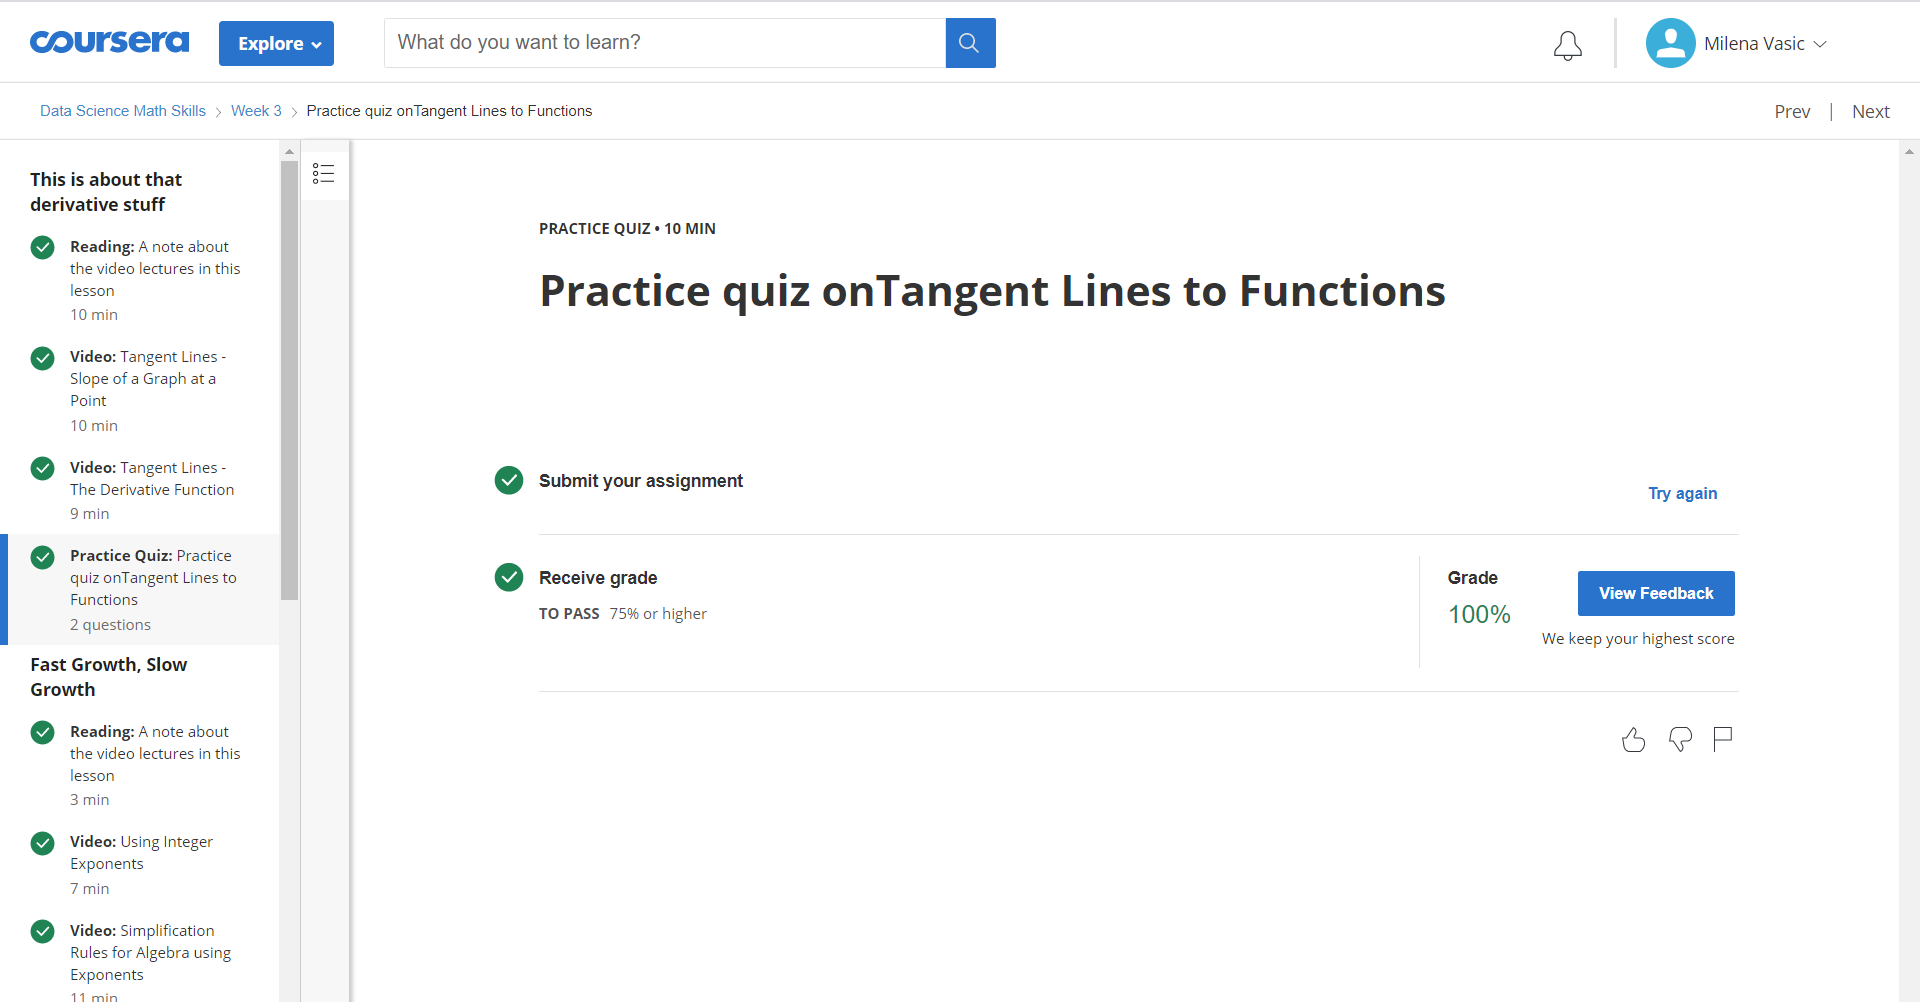 coursera
Explore
What do you want to learn?
Milena Vasic
Data Science Math Skills > Week 3 > Practice quiz onTangent Lines to Functions
Prev | Next
This is about that
derivative stuff
Reading: A note about
the video lectures in this
lesson
10 min
Video: Tangent Lines -
Slope of a Graph at a
Point
10 min
Video: Tangent Lines -
The Derivative Function
9 min
Practice Quiz: Practice
quiz onTangent Lines to
Functions
2 questions
Fast Growth, Slow
Growth
Reading: A note about
the video lectures in this
lesson
3 min
Video: Using Integer
Exponents
7 min
Video: Simplification
Rules for Algebra using
Exponents
11 min
PRACTICE QUIZ • 10 MIN
Practice quiz onTangent Lines to Functions
Submit your assignment
Try again
Receive grade
TO PASS 75% or higher
Grade
100%
View Feedback
We keep your highest score